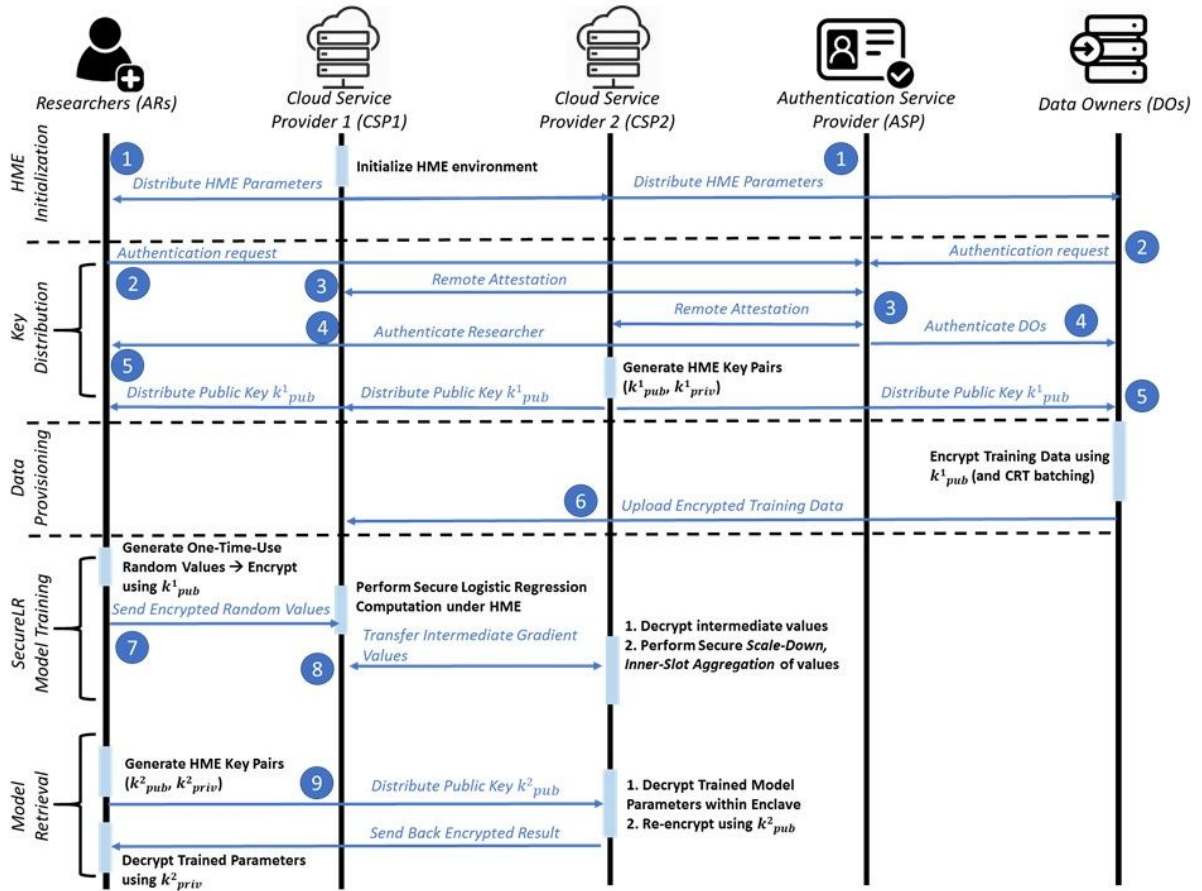 Researchers (ARs)
Cloud Service
Provider 1 (CSP1)
Cloud Service
Provider 2 (CSP2)
Authentication Service
Provider (ASP)
Data Owners (DOs)
HME
Initialization
1
Initialize HME environment
1
Distribute HME Parameters
Distribute HME Parameters
Key
Distribution
Authentication request
Authentication request
2
2
3
Remote Attestation
Remote Attestation
3
4
Authenticate Researcher
Authenticate DOs
4
5
Generate HME Key Pairs
(k¹pub, k¹priv)
Distribute Public Key k¹pub
Distribute Public Key k¹pub
Distribute Public Key k¹pub
5
Data
Provisioning
Encrypt Training Data using
k¹pub (and CRT batching)
6
Upload Encrypted Training Data
SecureLR
Model Training
Generate One-Time-Use
Random Values → Encrypt
using k¹pub
Send Encrypted Random Values
7
Perform Secure Logistic Regression
Computation under HME
Transfer Intermediate Gradient
Values
8
1. Decrypt intermediate values
2. Perform Secure Scale-Down,
Inner-Slot Aggregation of values
Model
Retrieval
Generate HME Key Pairs
(k²pub, k²priv)
9
Distribute Public Key k²pub
1. Decrypt Trained Model
Parameters within Enclave
2. Re-encrypt using k²pub
Send Back Encrypted Result
Decrypt Trained Parameters
using k²priv